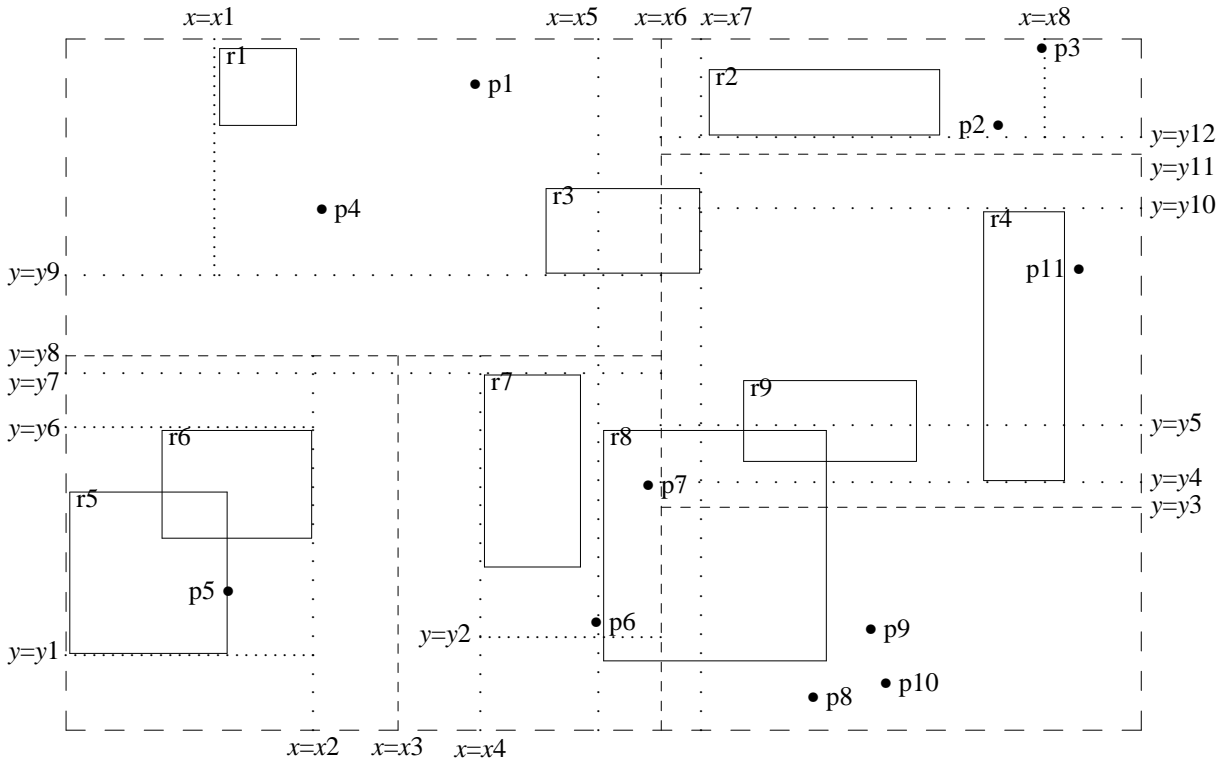 x=x1
x=x5
x=x6
x=x7
x=x8
r1
p3
r2
p1
p2
y=y12
y=y11
r3
p4
y=y10
r4
y=y9
p11
y=y8
y=y7
r7
r9
y=y6
r6
r8
y=y5
r5
p7
y=y4
y=y3
p5
p6
p9
y=y2
y=y1
p10
p8
x=x2
x=x3
x=x4